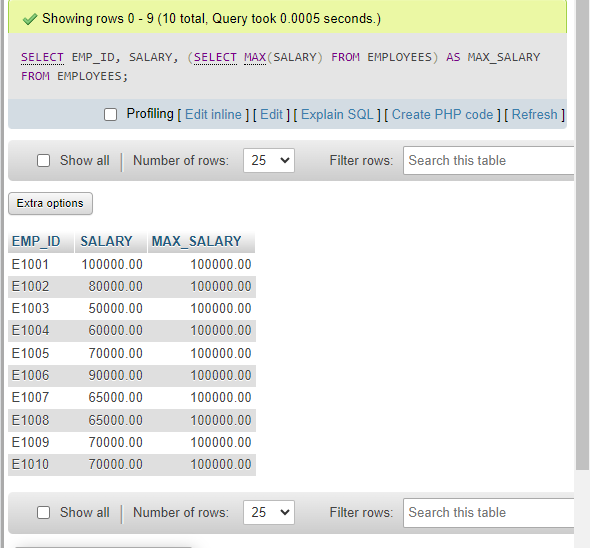 Showing rows 0 - 9 (10 total, Query took 0.0005 seconds.)
SELECT EMP_ID, SALARY, (SELECT MAX(SALARY) FROM EMPLOYEES) AS MAX_SALARY
FROM EMPLOYEES;
Profiling [ Edit inline ] [ Edit ] [ Explain SQL ] [ Create PHP code ] [ Refresh ]
Show all Number of rows: 25 Filter rows: Search this table
Extra options
EMP_ID SALARY MAX_SALARY
E1001 100000.00 100000.00
E1002 80000.00 100000.00
E1003 50000.00 100000.00
E1004 60000.00 100000.00
E1005 70000.00 100000.00
E1006 90000.00 100000.00
E1007 65000.00 100000.00
E1008 65000.00 100000.00
E1009 70000.00 100000.00
E1010 70000.00 100000.00
Show all Number of rows: 25 Filter rows: Search this table